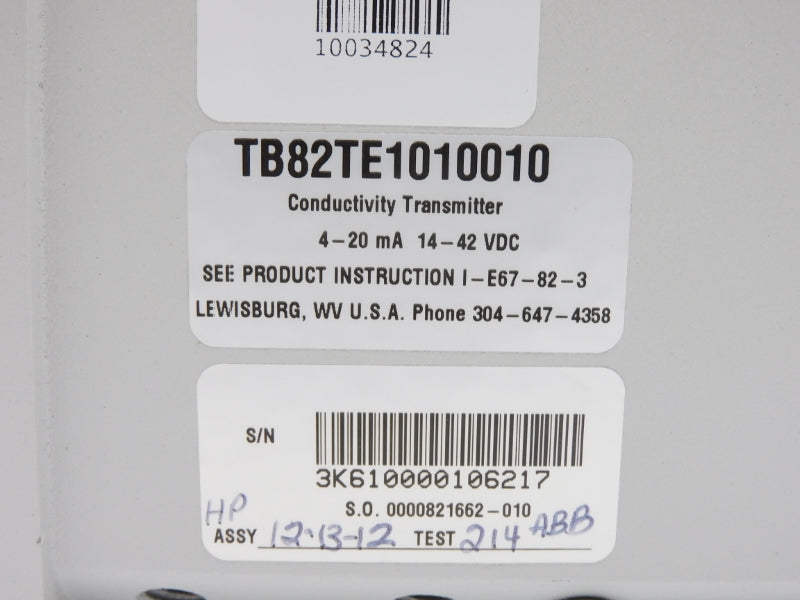 10034824
TB82TE1010010
Conductivity Transmitter
4-20 mA 14-42 VDC
SEE PRODUCT INSTRUCTION I-E67-82-3
LEWISBURG, WV U.S.A. Phone 304-647-4358
S/N
3K610000106217
S.O. 0000821662-010
HP
ASSY 12-13-12 TEST 214 ABB